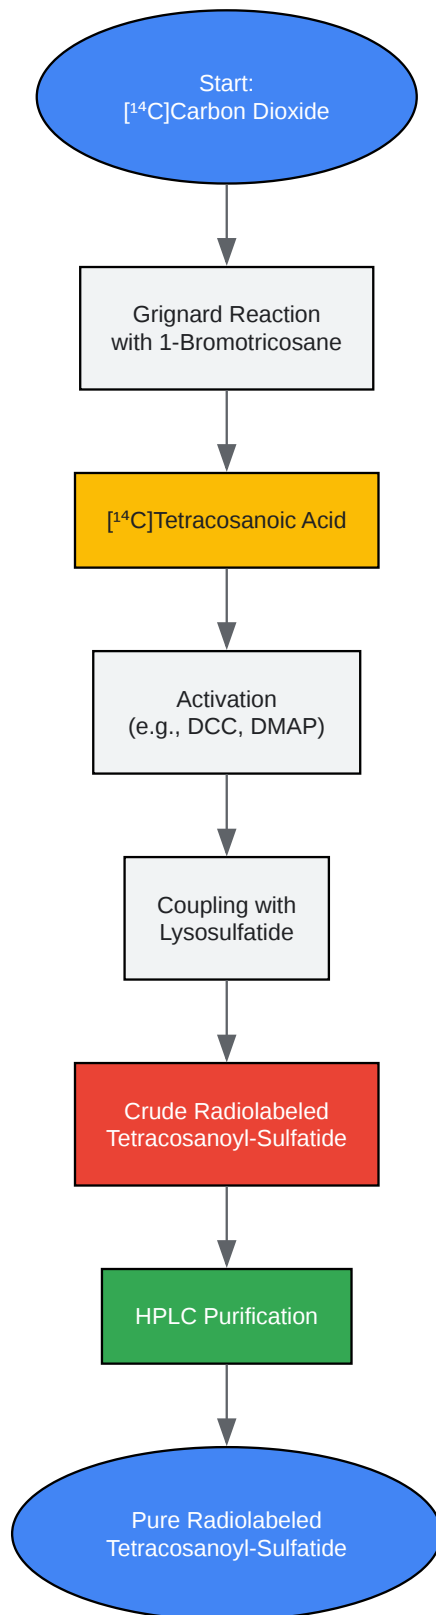 Start:
[¹⁴C]Carbon Dioxide
Grignard Reaction
with 1-Bromotricosane
[¹⁴C]Tetracosanoic Acid
Activation
(e.g., DCC, DMAP)
Coupling with
Lysosulfatide
Crude Radiolabeled
Tetracosanoyl-Sulfatide
HPLC Purification
Pure Radiolabeled
Tetracosanoyl-Sulfatide